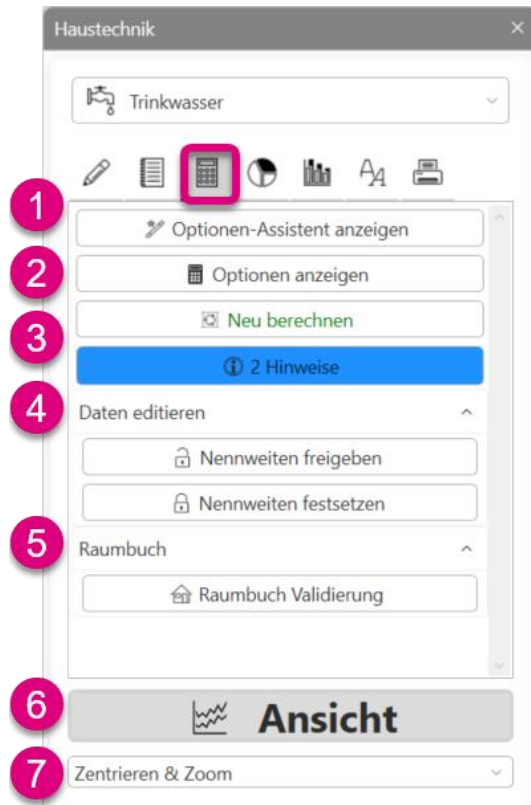 Haustechnik
Trinkwasser
1
Optionen-Assistent anzeigen
2
Optionen anzeigen
3
Neu berechnen
2 Hinweise
4
Daten editieren
Nennweiten freigeben
Nennweiten festsetzen
5
Raumbuch
Raumbuch Validierung
6
Ansicht
7
Zentrieren & Zoom